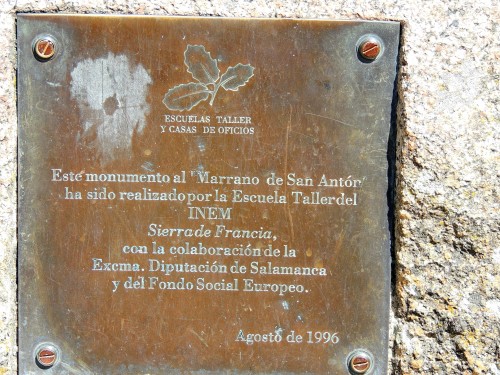 ESCUELAS TALLER
Y CASAS DE OFICIOS
Este monumento al "Marrano de San Antón"
ha sido realizado por la Escuela Taller del
INEM
Sierra de Francia,
con la colaboración de la
Excma. Diputación de Salamanca
y del Fondo Social Europeo.
Agosto de 1996